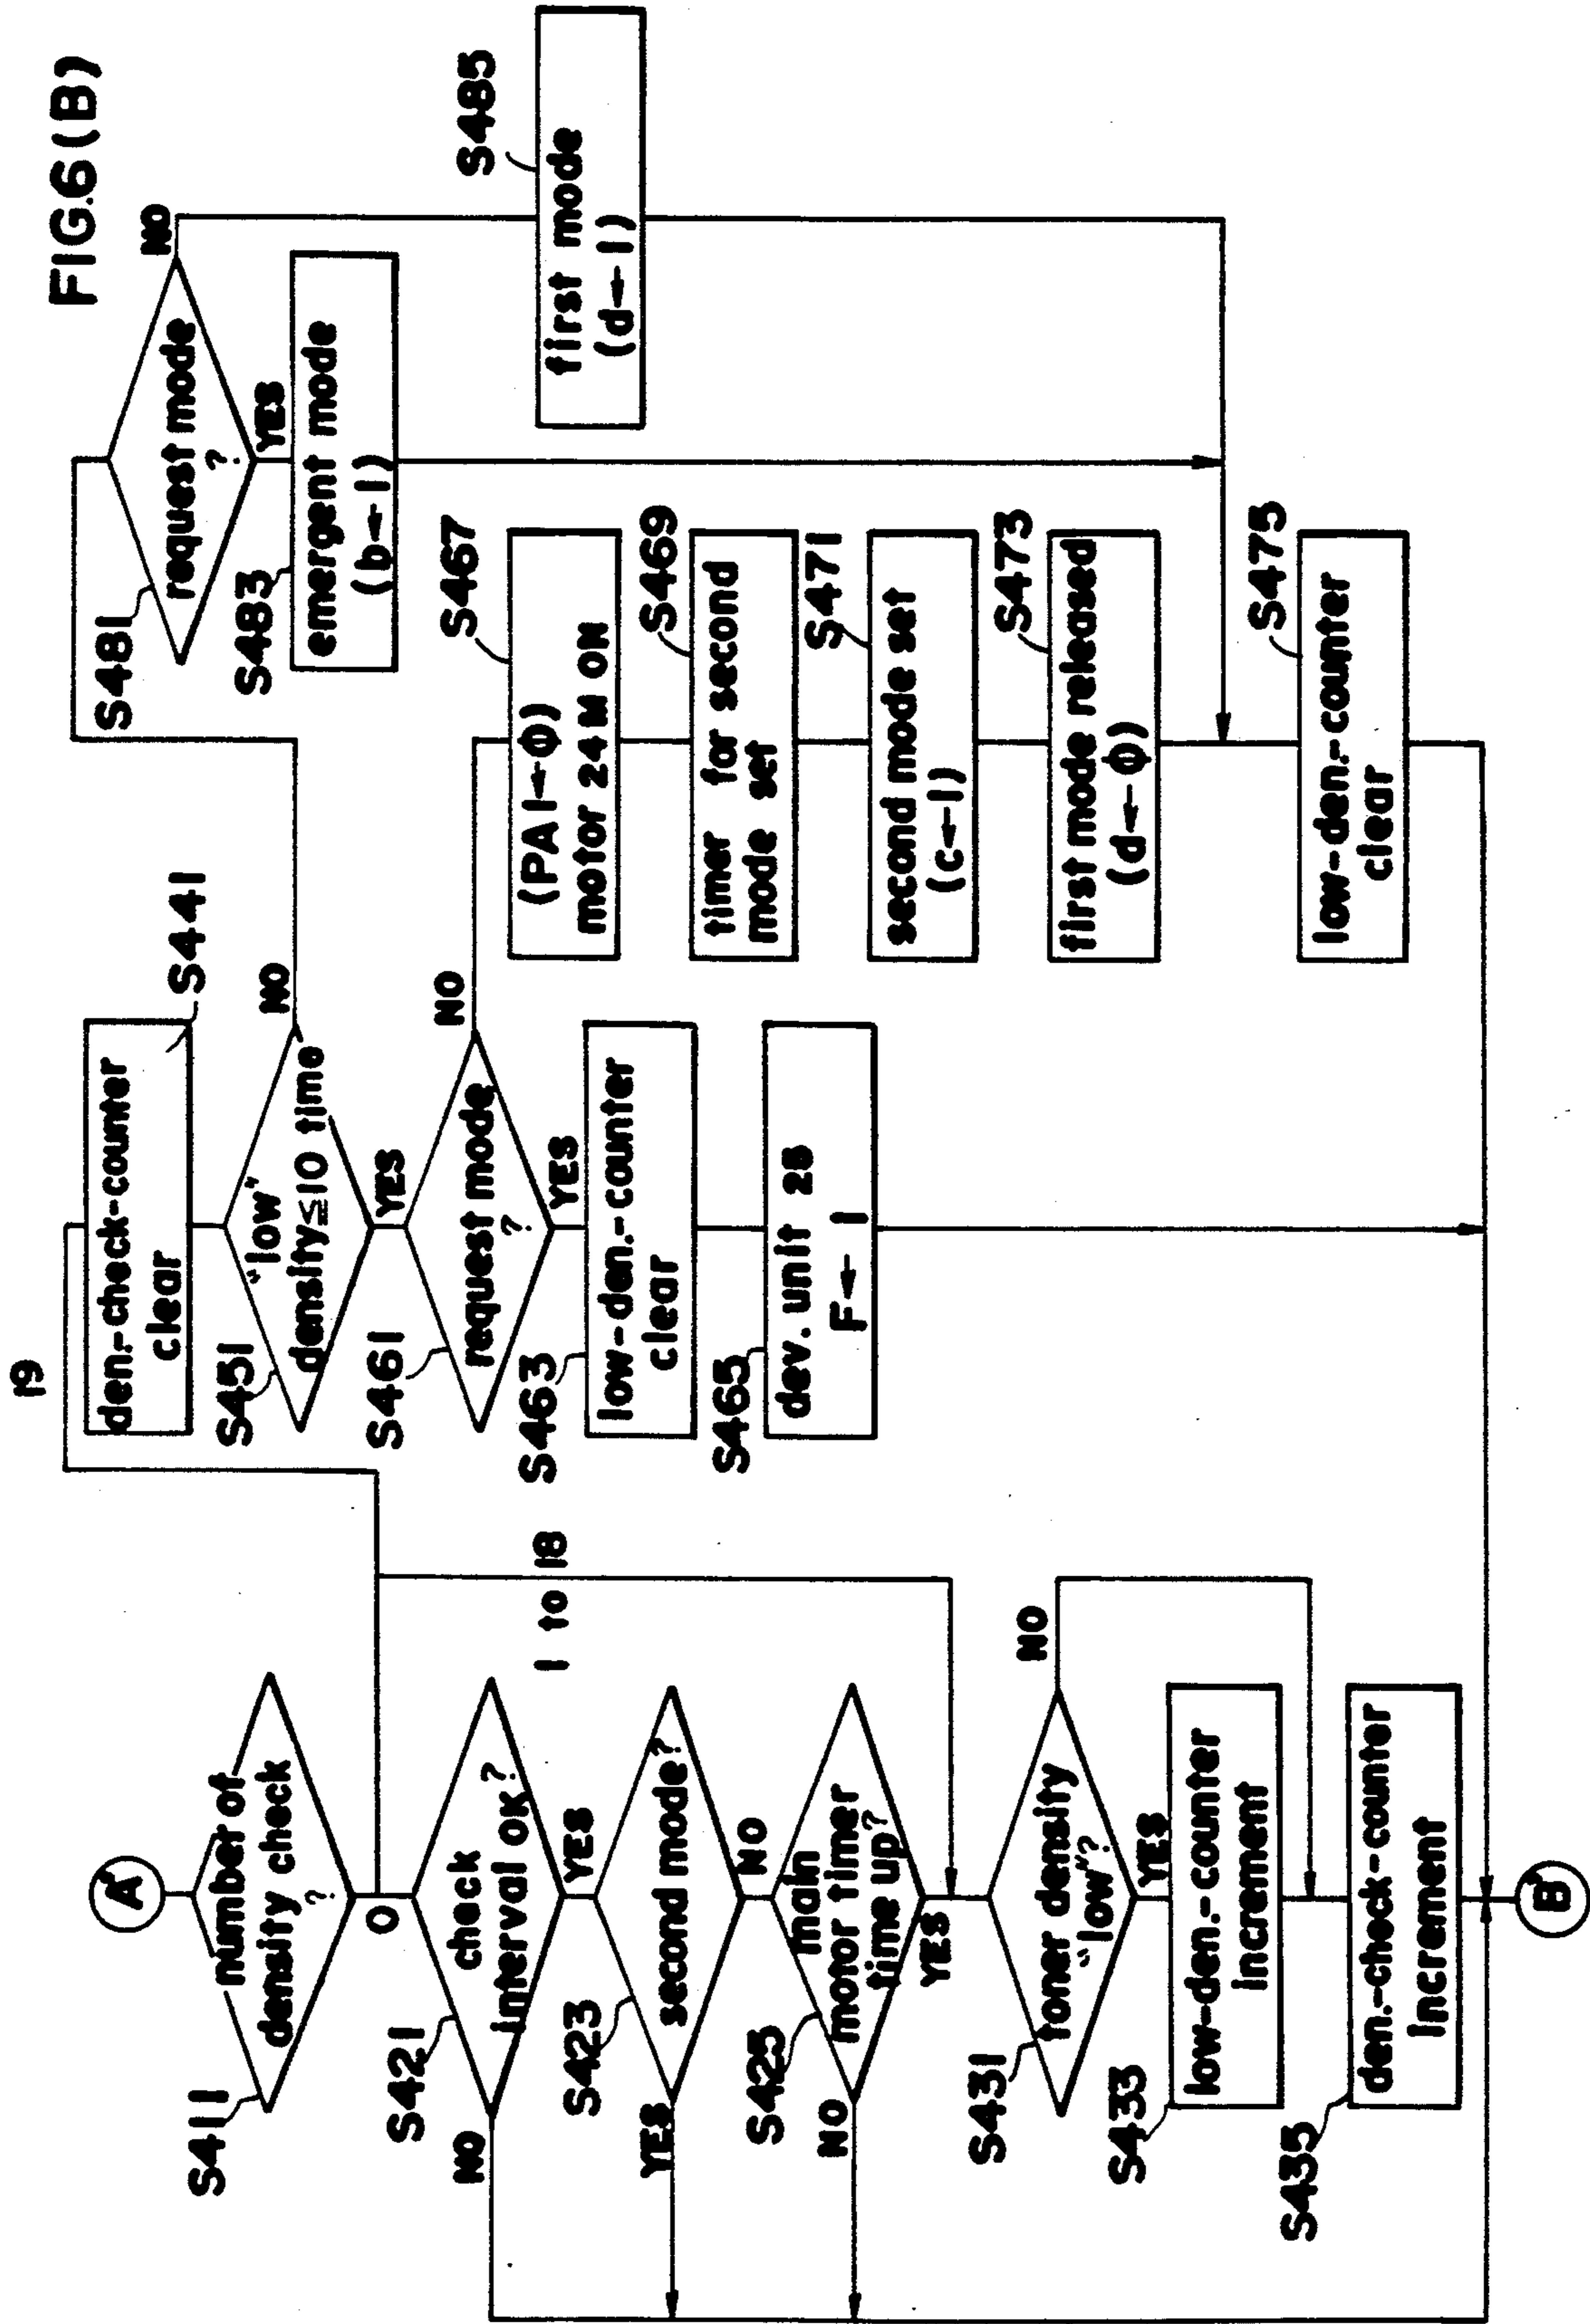 FIG.6(B)
A
S411
number of
density check
?
0
19
1 to 18
S421
check
interval OK?
NO
YES
S423
second mode?
YES
NO
S425
main
motor timer
time up?
NO
YES
S431
toner density
"low"?
NO
YES
S433
low-den.-counter
increment
S435
den.-check-counter
increment
B
S441
den.-check-counter
clear
S451
"low"
density≦10 time
NO
YES
S461
request mode
?
NO
YES
S463
low-den.-counter
clear
S465
dev. unit 28
F←1
S467
(PA1←Φ)
motor 24M ON
S469
timer for second
mode set
S471
second mode set
(c←1)
S473
first mode released
(d←Φ)
S475
low-den.-counter
clear
S481
request mode
?
NO
YES
S483
emergent mode
(b←1)
S485
first mode
(d←1)